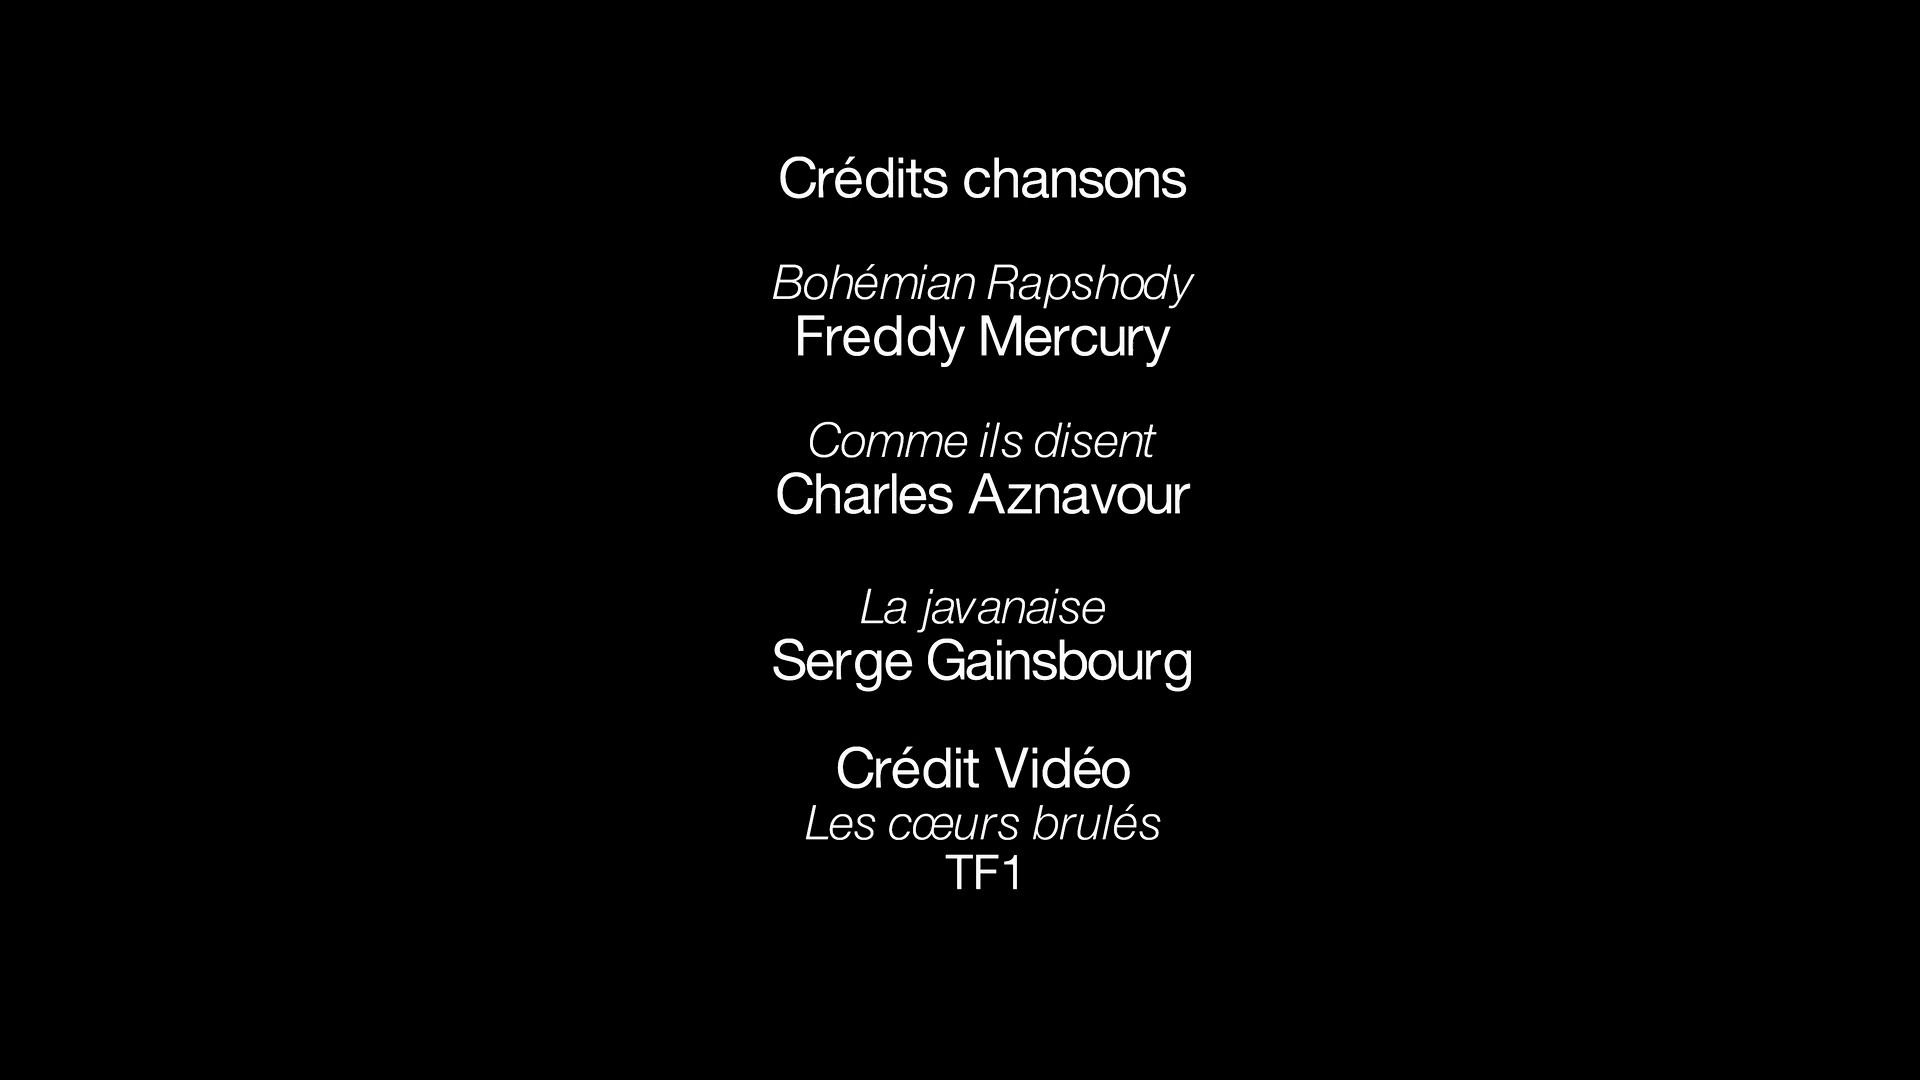 Crédits chansons
Bohémian Rapshody
Freddy Mercury
Comme ils disent
Charles Aznavour
La javanaise
Serge Gainsbourg
Crédit Vidéo
Les cœurs brulés
TF1